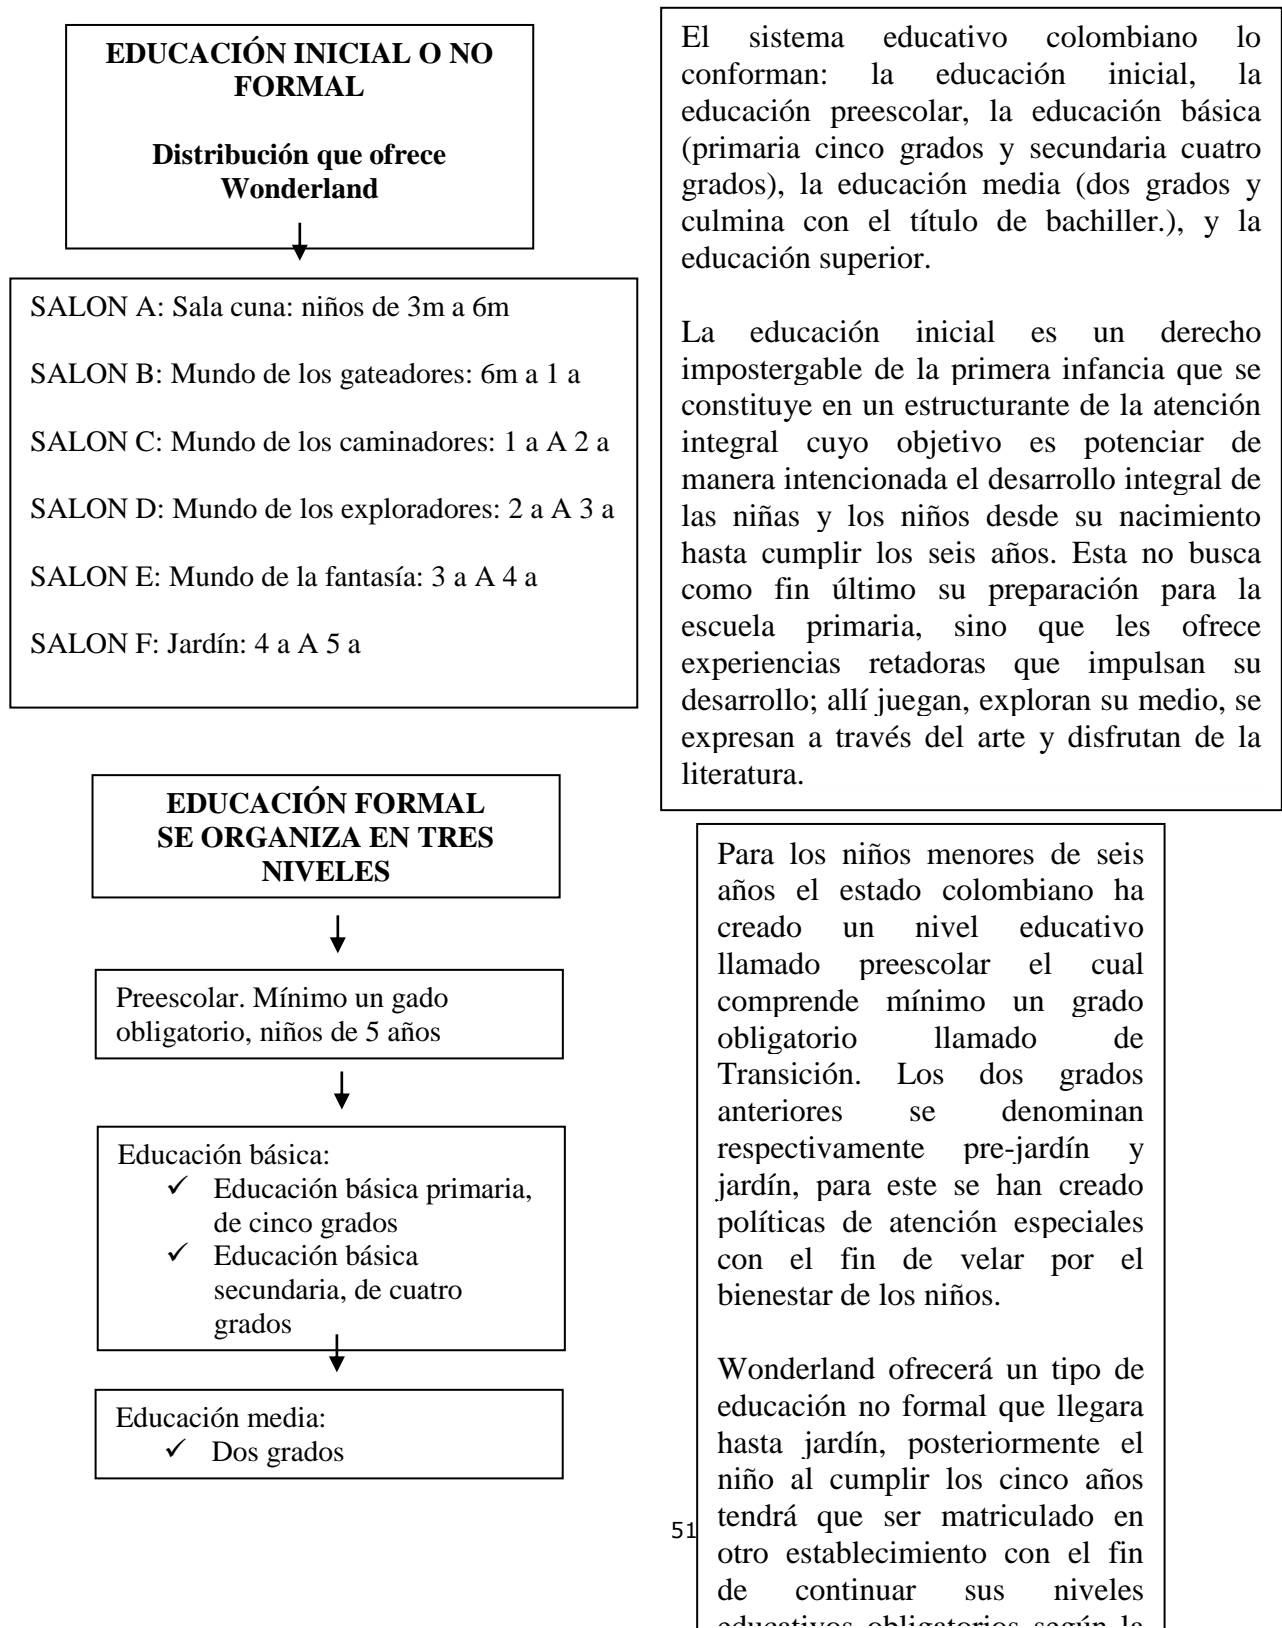 EDUCACIÓN INICIAL O NO
FORMAL
Distribución que ofrece
Wonderland
SALON A: Sala cuna: niños de 3m a 6m
SALON B: Mundo de los gateadores: 6m a 1 a
SALON C: Mundo de los caminadores: 1 a A 2 a
SALON D: Mundo de los exploradores: 2 a A 3 a
SALON E: Mundo de la fantasía: 3 a A 4 a
SALON F: Jardín: 4 a A 5 a
EDUCACIÓN FORMAL
SE ORGANIZA EN TRES
NIVELES
Preescolar. Mínimo un gado
obligatorio, niños de 5 años
Educación básica:
✓ Educación básica primaria,
de cinco grados
✓ Educación básica
secundaria, de cuatro
grados
Educación media:
✓ Dos grados
El sistema educativo colombiano lo
conforman: la educación inicial, la
educación preescolar, la educación básica
(primaria cinco grados y secundaria cuatro
grados), la educación media (dos grados y
culmina con el título de bachiller.), y la
educación superior.
La educación inicial es un derecho
impostergable de la primera infancia que se
constituye en un estructurante de la atención
integral cuyo objetivo es potenciar de
manera intencionada el desarrollo integral de
las niñas y los niños desde su nacimiento
hasta cumplir los seis años. Esta no busca
como fin último su preparación para la
escuela primaria, sino que les ofrece
experiencias retadoras que impulsan su
desarrollo; allí juegan, exploran su medio, se
expresan a través del arte y disfrutan de la
literatura.
Para los niños menores de seis
años el estado colombiano ha
creado un nivel educativo
llamado preescolar el cual
comprende mínimo un grado
obligatorio llamado de
Transición. Los dos grados
anteriores se denominan
respectivamente pre-jardín y
jardín, para este se han creado
políticas de atención especiales
con el fin de velar por el
bienestar de los niños.
Wonderland ofrecerá un tipo de
educación no formal que llegara
hasta jardín, posteriormente el
niño al cumplir los cinco años
tendrá que ser matriculado en
otro establecimiento con el fin
de continuar sus niveles
educativos obligatorios según la
51